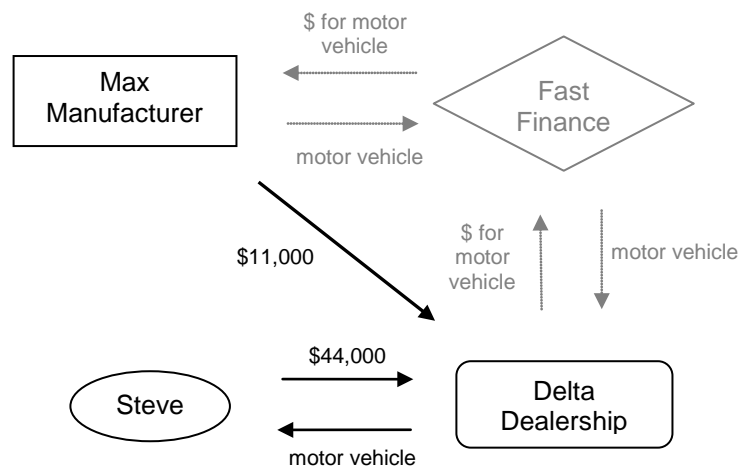 $ for motor
vehicle
Max
Manufacturer
Fast
Finance
motor vehicle
$ for
motor
vehicle
motor vehicle
$11,000
$44,000
Steve
Delta
Dealership
motor vehicle